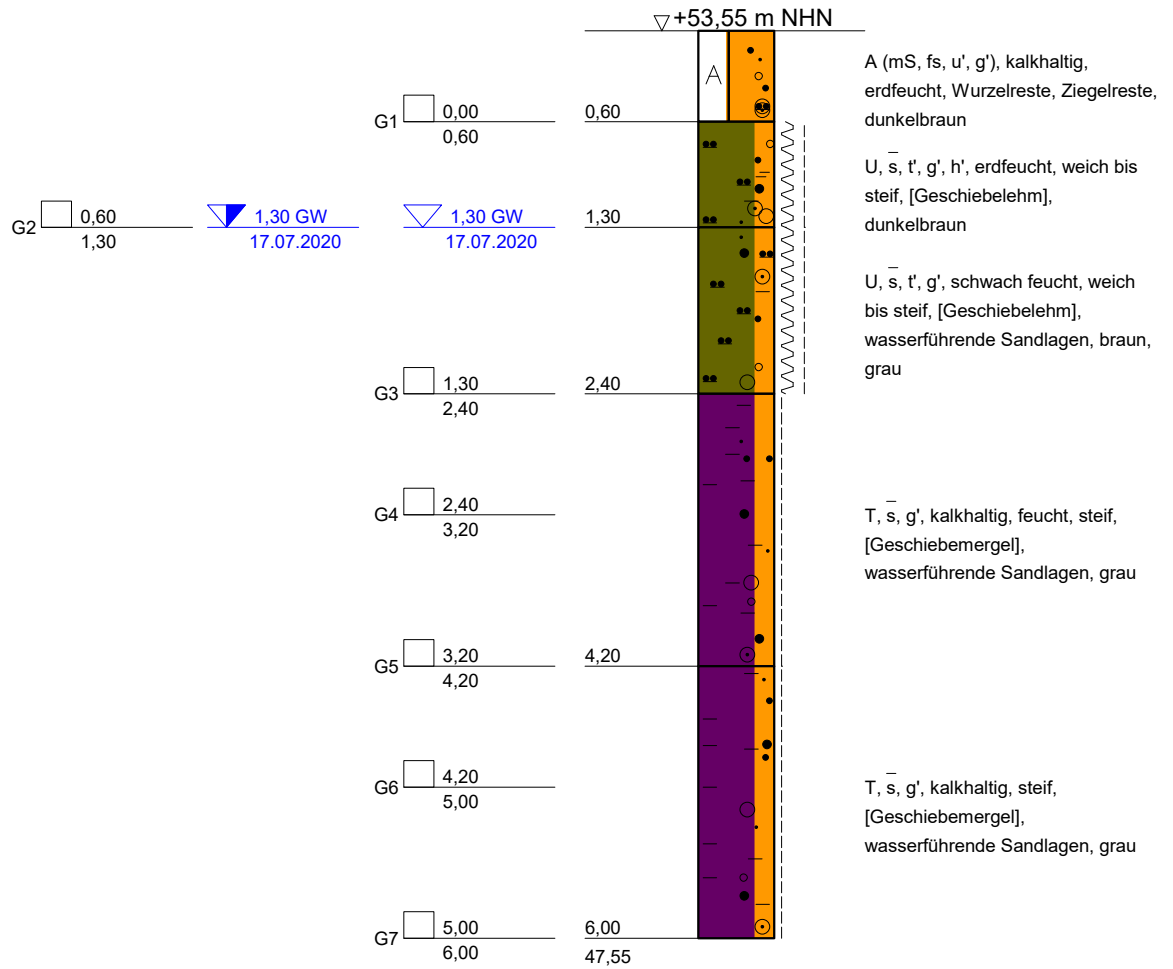 +53,55 m NHN
A
A (mS, fs, u', g'), kalkhaltig,
erdfeucht, Wurzelreste, Ziegelreste,
dunkelbraun
G1 0,00
0,60
0,60
U, s̅, t', g', h', erdfeucht, weich bis
steif, [Geschiebelehm],
dunkelbraun
G2 0,60
1,30
1,30 GW
17.07.2020
1,30 GW
17.07.2020
1,30
U, s̅, t', g', schwach feucht, weich
bis steif, [Geschiebelehm],
wasserführende Sandlagen, braun,
grau
G3 1,30
2,40
2,40
G4 2,40
3,20
T, s̅, g', kalkhaltig, feucht, steif,
[Geschiebemergel],
wasserführende Sandlagen, grau
G5 3,20
4,20
4,20
G6 4,20
5,00
T, s̅, g', kalkhaltig, steif,
[Geschiebemergel],
wasserführende Sandlagen, grau
G7 5,00
6,00
6,00
47,55